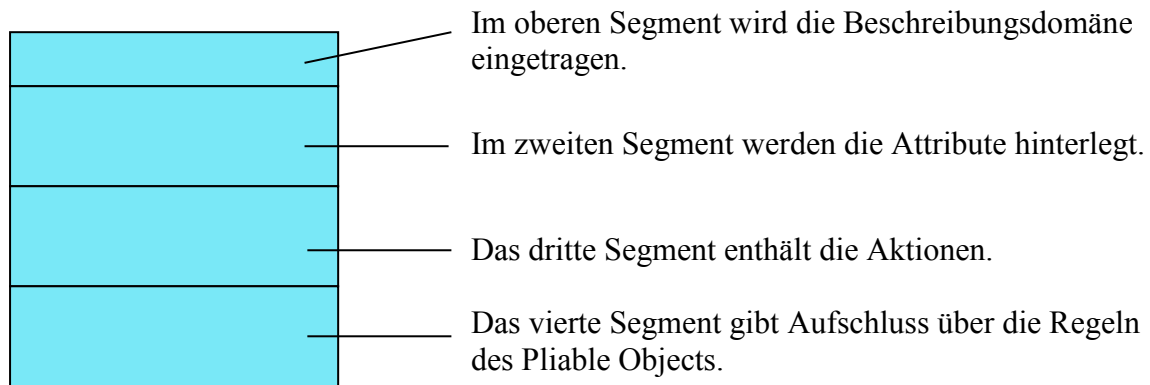 Im oberen Segment wird die Beschreibungsdomäne
eingetragen.
Im zweiten Segment werden die Attribute hinterlegt.
Das dritte Segment enthält die Aktionen.
Das vierte Segment gibt Aufschluss über die Regeln
des Pliable Objects.